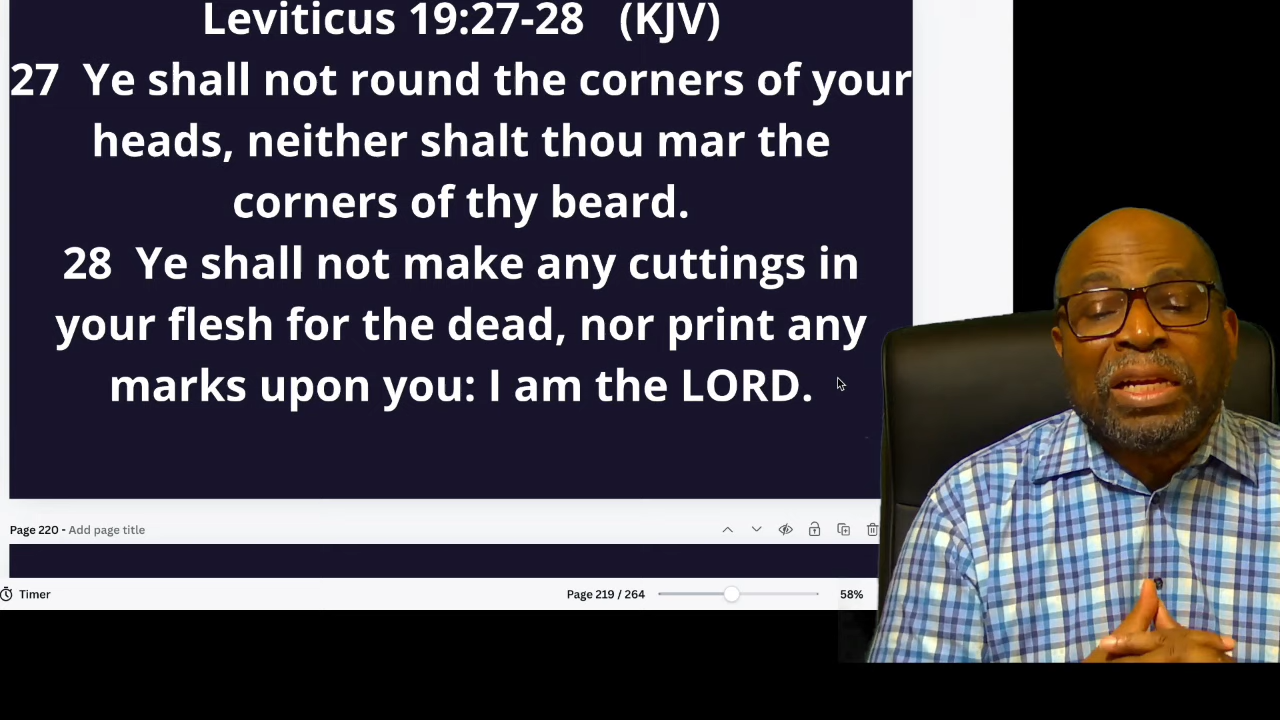 Leviticus 19:27-28 (KJV)
27 Ye shall not round the corners of your
heads, neither shalt thou mar the
corners of thy beard.
28 Ye shall not make any cuttings in
your flesh for the dead, nor print any
marks upon you: I am the LORD.
Page 220 - Add page title
Timer
Page 219 / 264
58%